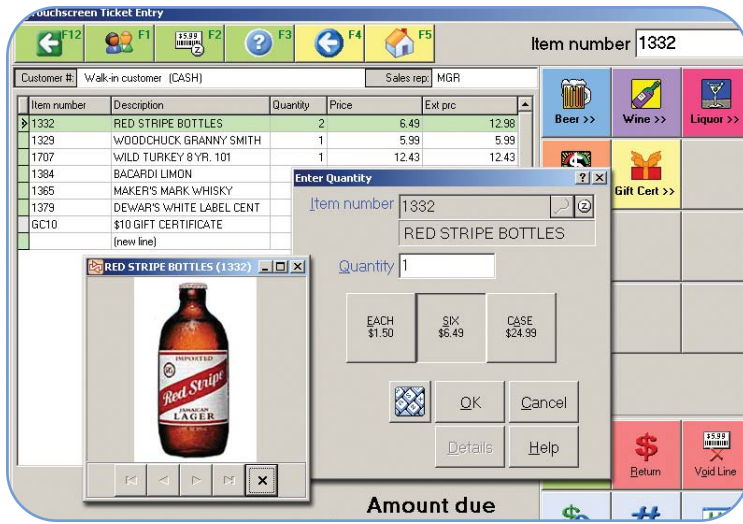 Touchscreen Ticket Entry
F12 F1 F2 F3 F4 F5
$5.99
Z
Item number 1332
Customer #: Walk-in customer (CASH) Sales rep: MGR
Item number Description Quantity Price Ext prc
1332 RED STRIPE BOTTLES 2 6.49 12.98
1329 WOODCHUCK GRANNY SMITH 1 5.99 5.99
1707 WILD TURKEY 8 YR. 101 1 12.43 12.43
1384 BACARDI LIMON
1365 MAKER'S MARK WHISKY
1379 DEWAR'S WHITE LABEL CENT
GC10 $10 GIFT CERTIFICATE
(new line)
Beer >> Wine >> Liquor >>
Gift Cert >>
Enter Quantity
Item number 1332
Z
RED STRIPE BOTTLES
Quantity 1
EACH SIX CASE
$1.50 $6.49 $24.99
OK Cancel
Details Help
RED STRIPE BOTTLES (1332)
IMPORTED
Red Stripe
JAMAICAN
LAGER
$5.99
Return Void Line
Amount due
$ #